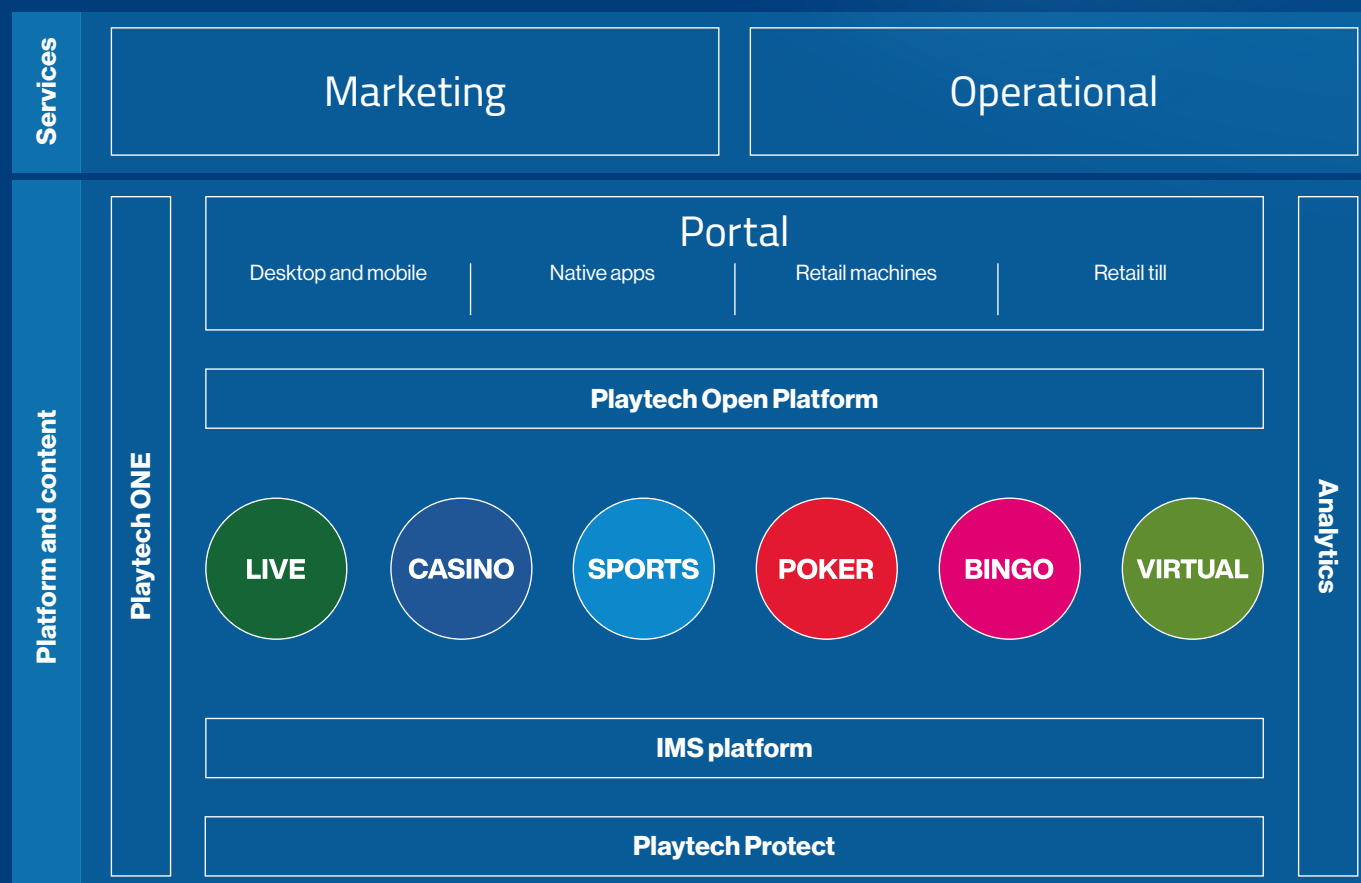 Services
Marketing
Operational
Platform and content
Playtech ONE
Portal
Desktop and mobile
Native apps
Retail machines
Retail till
Playtech Open Platform
LIVE
CASINO
SPORTS
POKER
BINGO
VIRTUAL
IMS platform
Playtech Protect
Analytics